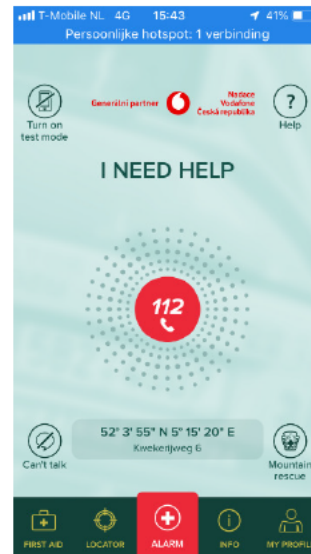 T-Mobile NL 4G 15:43 41%
Persoonlijke hotspot: 1 verbinding
Turn on
test mode
Generální partner
Nadace
Vodafone
Česká republika
?
Help
I NEED HELP
112
Can't talk
52° 3' 55" N 5° 15' 20" E
Kwekerijweg 6
Mountain
rescue
FIRST AID
LOCATOR
ALARM
INFO
MY PROFILE